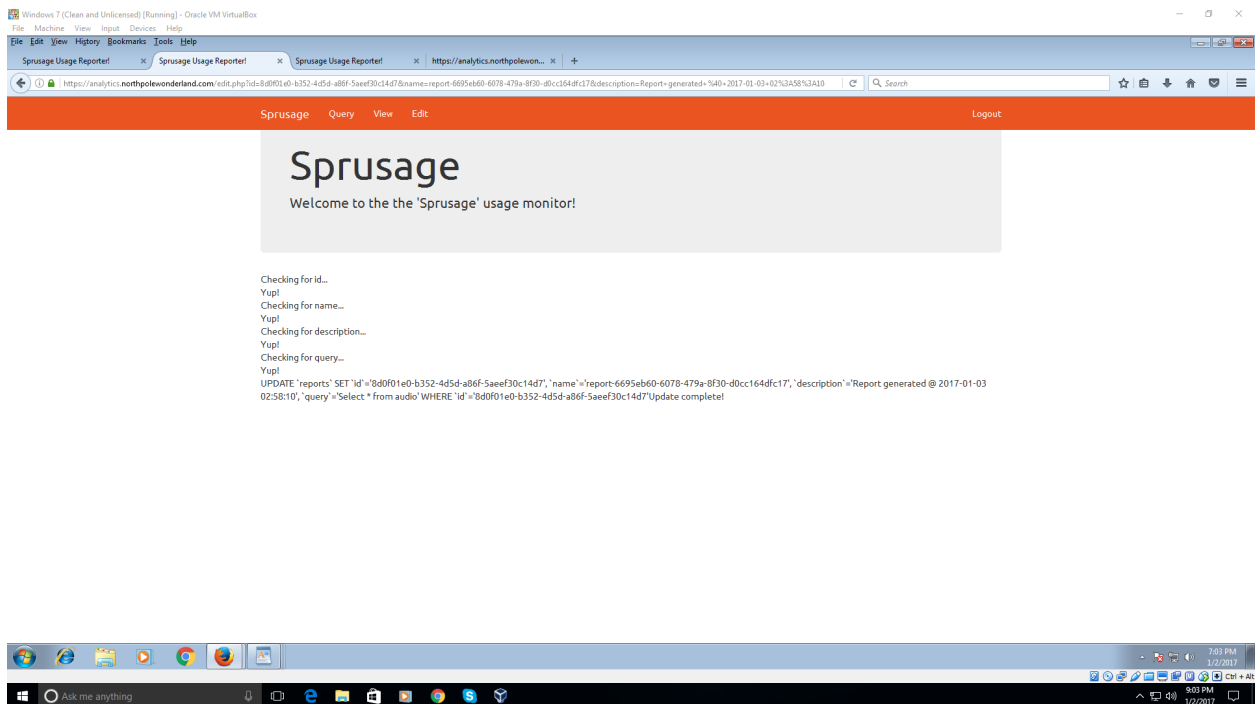 Windows 7 (Clean and Unlicensed) [Running] - Oracle VM VirtualBox
File Machine View Input Devices Help
File Edit View History Bookmarks Tools Help
Sprusage Usage Reporter! Sprusage Usage Reporter! Sprusage Usage Reporter! https://analytics.northpolewon...
https://analytics.northpolewonderland.com/edit.php?id=8d0f01e0-b352-4d5d-a86f-5aeef30c14d7&name=report-6695eb60-6078-479a-8f30-d0cc164dfc17&description=Report+generated+%40+2017-01-03+02%3A58%3A10 Search
Sprusage Query View Edit Logout
Sprusage
Welcome to the the 'Sprusage' usage monitor!
Checking for id...
Yup!
Checking for name...
Yup!
Checking for description...
Yup!
Checking for query...
Yup!
UPDATE `reports` SET `id`='8d0f01e0-b352-4d5d-a86f-5aeef30c14d7', `name`='report-6695eb60-6078-479a-8f30-d0cc164dfc17', `description`='Report generated @ 2017-01-03
02:58:10', `query`='Select * from audio' WHERE `id`='8d0f01e0-b352-4d5d-a86f-5aeef30c14d7'Update complete!
7:03 PM
1/2/2017
Ctrl + Alt
Ask me anything
9:03 PM
1/2/2017